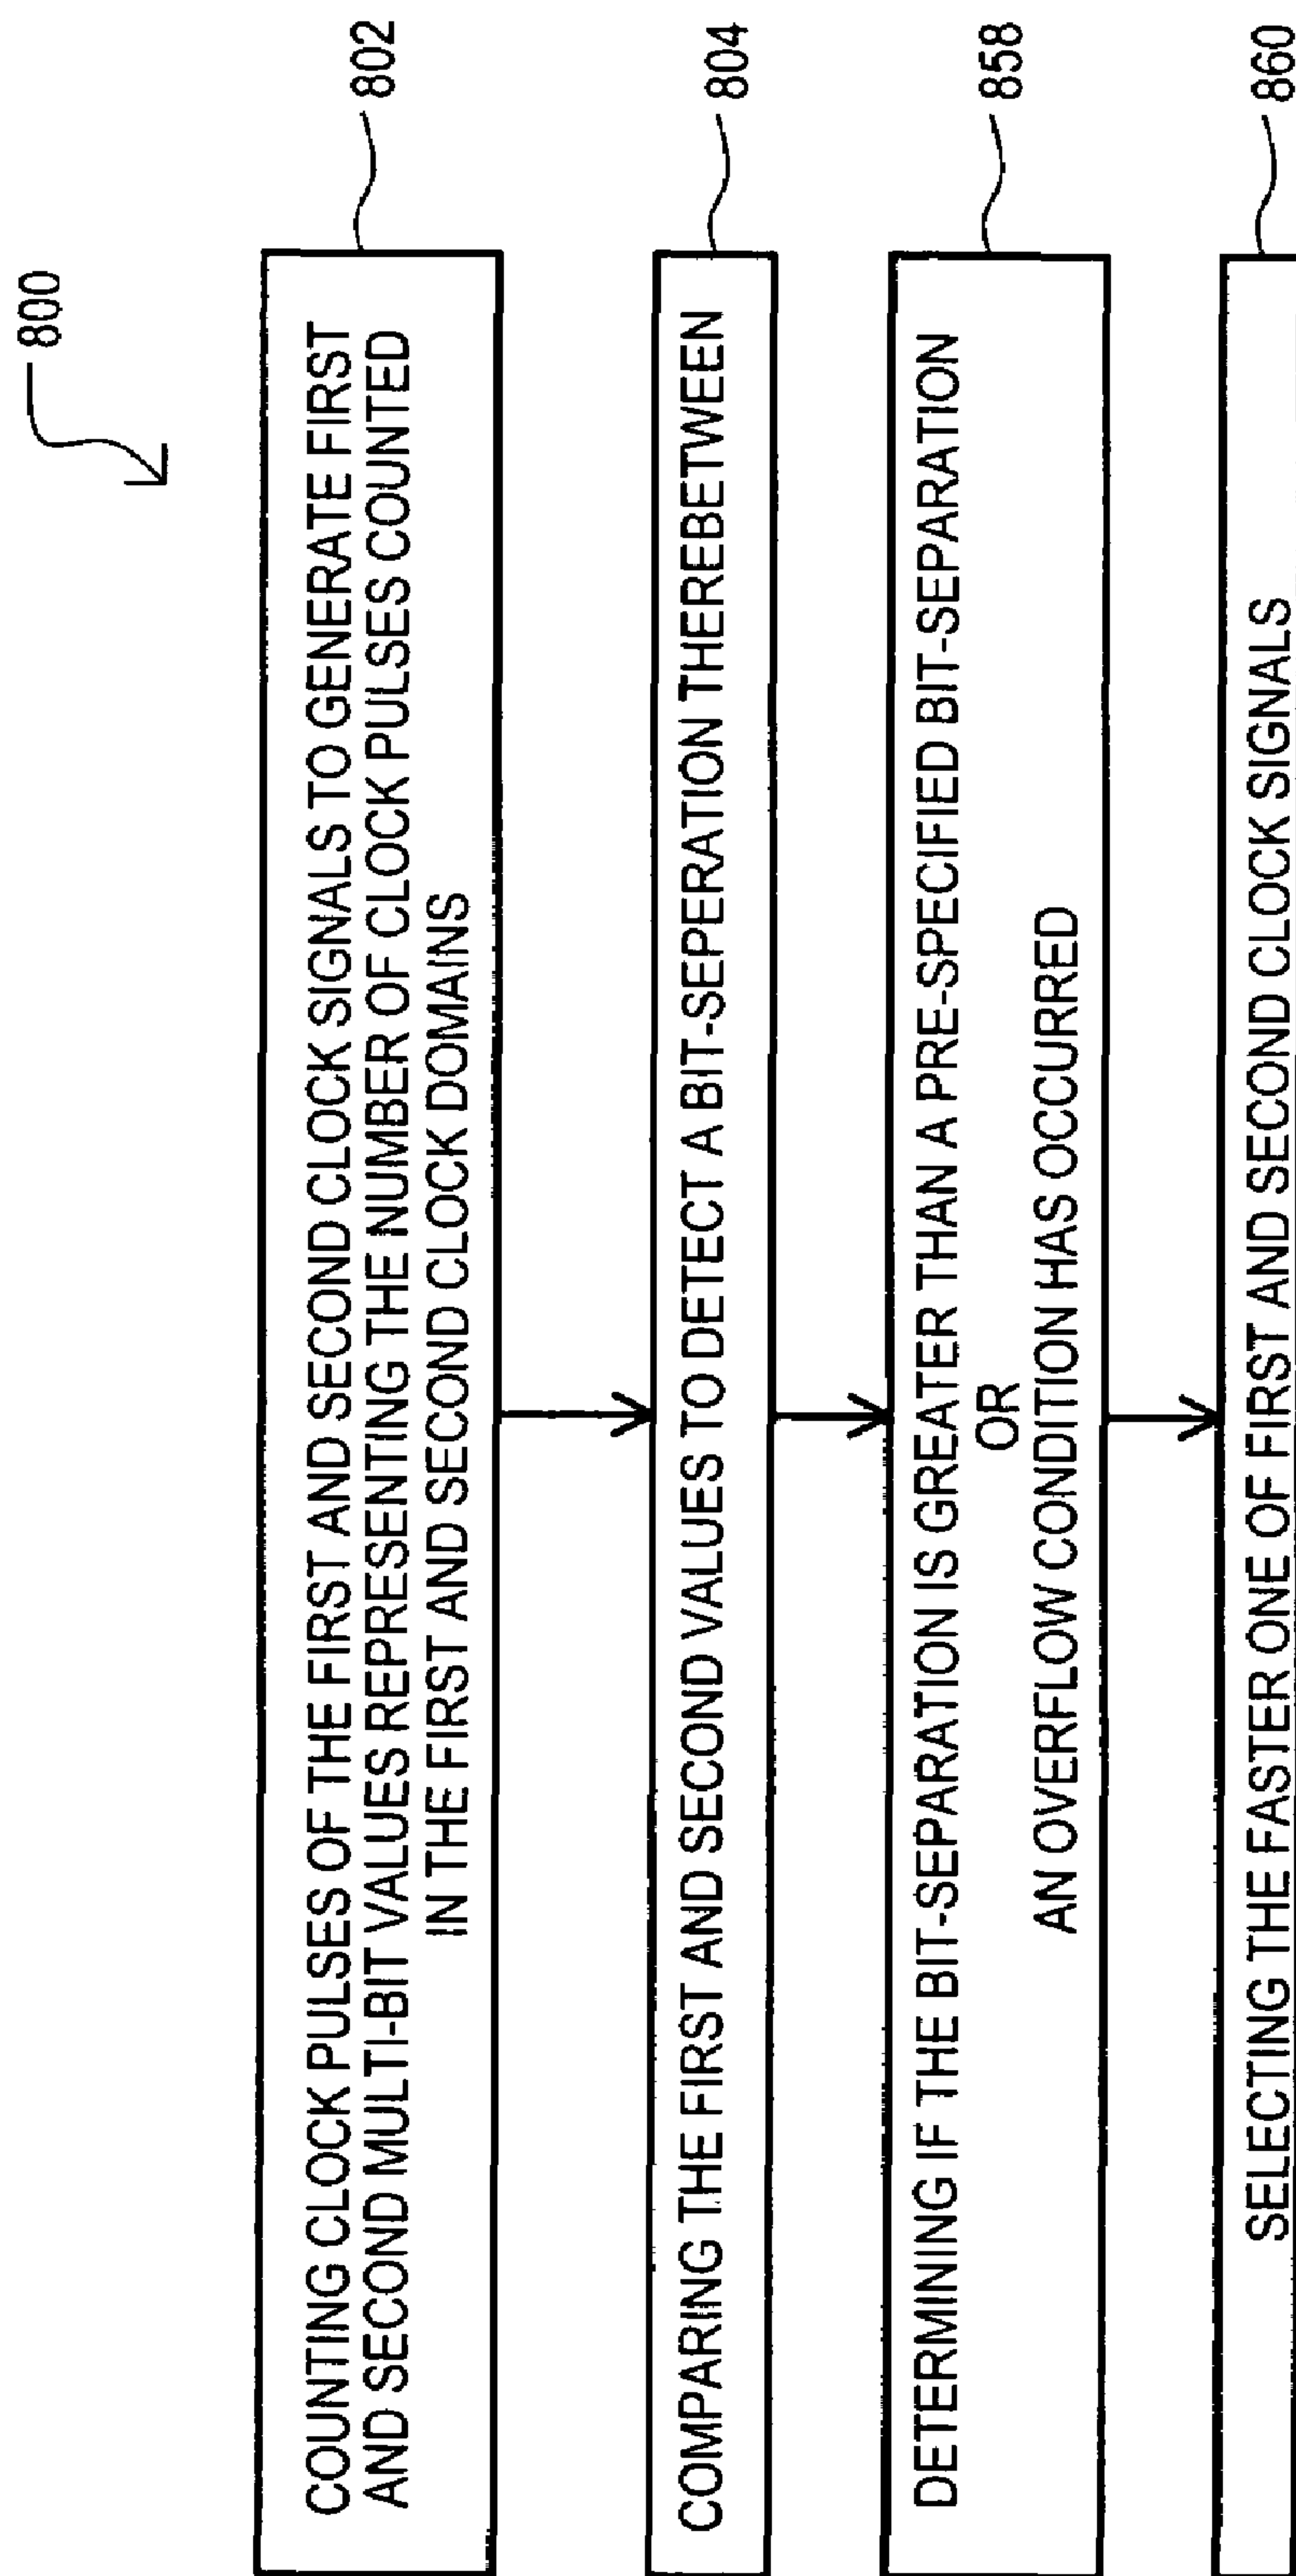 800
COUNTING CLOCK PULSES OF THE FIRST AND SECOND CLOCK SIGNALS TO GENERATE FIRST
AND SECOND MULTI-BIT VALUES REPRESENTING THE NUMBER OF CLOCK PULSES COUNTED
IN THE FIRST AND SECOND CLOCK DOMAINS
802
COMPARING THE FIRST AND SECOND VALUES TO DETECT A BIT-SEPERATION THEREBETWEEN
804
DETERMINING IF THE BIT-SEPARATION IS GREATER THAN A PRE-SPECIFIED BIT-SEPARATION
OR
AN OVERFLOW CONDITION HAS OCCURRED
858
SELECTING THE FASTER ONE OF FIRST AND SECOND CLOCK SIGNALS
860